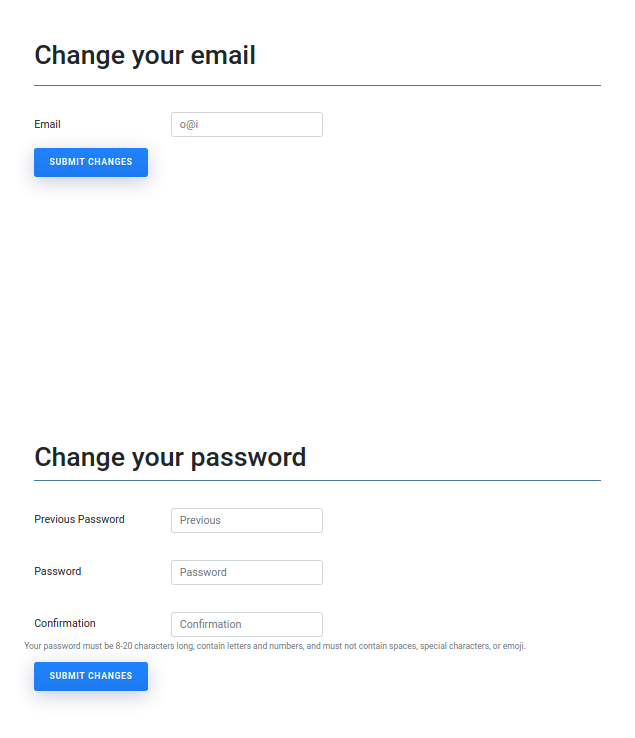 Change your email
Email o@i
SUBMIT CHANGES
Change your password
Previous Password Previous
Password Password
Confirmation Confirmation
Your password must be 8-20 characters long, contain letters and numbers, and must not contain spaces, special characters, or emoji.
SUBMIT CHANGES